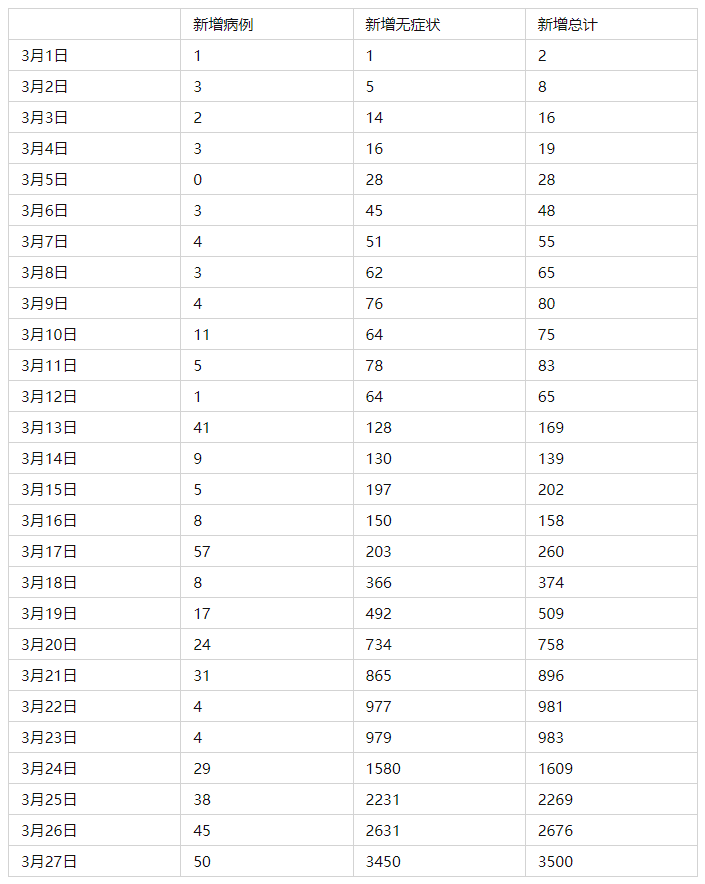 新增病例 新增无症状 新增总计
3月1日 1 1 2
3月2日 3 5 8
3月3日 2 14 16
3月4日 3 16 19
3月5日 0 28 28
3月6日 3 45 48
3月7日 4 51 55
3月8日 3 62 65
3月9日 4 76 80
3月10日 11 64 75
3月11日 5 78 83
3月12日 1 64 65
3月13日 41 128 169
3月14日 9 130 139
3月15日 5 197 202
3月16日 8 150 158
3月17日 57 203 260
3月18日 8 366 374
3月19日 17 492 509
3月20日 24 734 758
3月21日 31 865 896
3月22日 4 977 981
3月23日 4 979 983
3月24日 29 1580 1609
3月25日 38 2231 2269
3月26日 45 2631 2676
3月27日 50 3450 3500